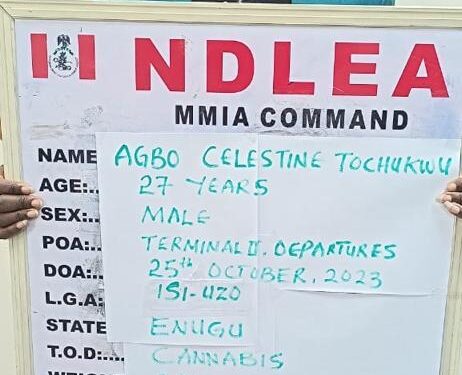 NDLEA
MMIA COMMAND
NAME AGBO CELESTINE TOCHUKWU
AGE:.. 27 YEARS
SEX:.. MALE
POA:.. TERMINAL II. DEPARTURES
DOA:.. 25th OCTOBER, 2023
L.G.A: ISI-UZO
STATE ENUGU
T.O.D:.... CANNABIS